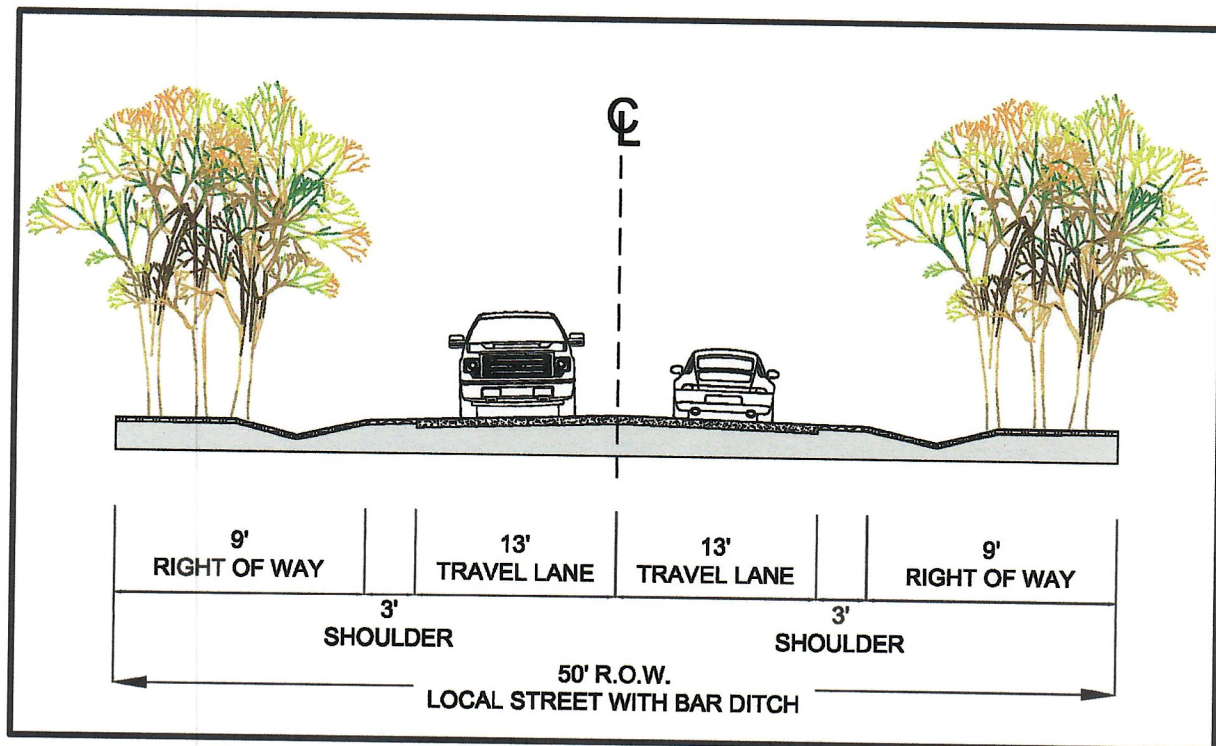 ℄
9'
RIGHT OF WAY
3'
SHOULDER
13'
TRAVEL LANE
13'
TRAVEL LANE
3'
SHOULDER
9'
RIGHT OF WAY
50' R.O.W.
LOCAL STREET WITH BAR DITCH